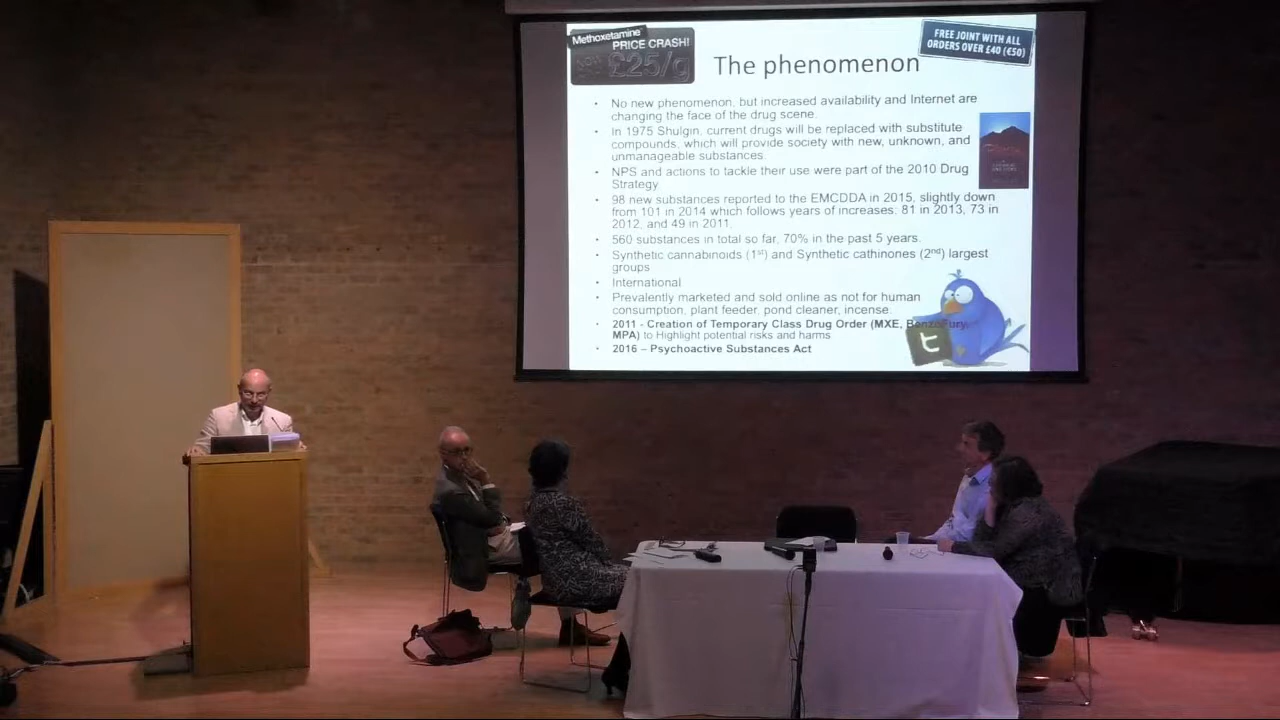 Methoxetamine
PRICE CRASH!
NOW
£25/g
FREE JOINT WITH ALL
ORDERS OVER £40 (€50)
The phenomenon
• No new phenomenon, but increased availability and Internet are
changing the face of the drug scene.
• In 1975 Shulgin, current drugs will be replaced with substitute
compounds, which will provide society with new, unknown, and
unmanageable substances.
• NPS and actions to tackle their use were part of the 2010 Drug
Strategy
• 98 new substances reported to the EMCDDA in 2015, slightly down
from 101 in 2014 which follows years of increases: 81 in 2013, 73 in
2012, and 49 in 2011.
• 560 substances in total so far, 70% in the past 5 years.
• Synthetic cannabinoids (1st) and Synthetic cathinones (2nd) largest
groups
• International
• Prevalently marketed and sold online as not for human
consumption, plant feeder, pond cleaner, incense.
• 2011 - Creation of Temporary Class Drug Order (MXE, BenzoFury,
MPA) to Highlight potential risks and harms
• 2016 – Psychoactive Substances Act
t